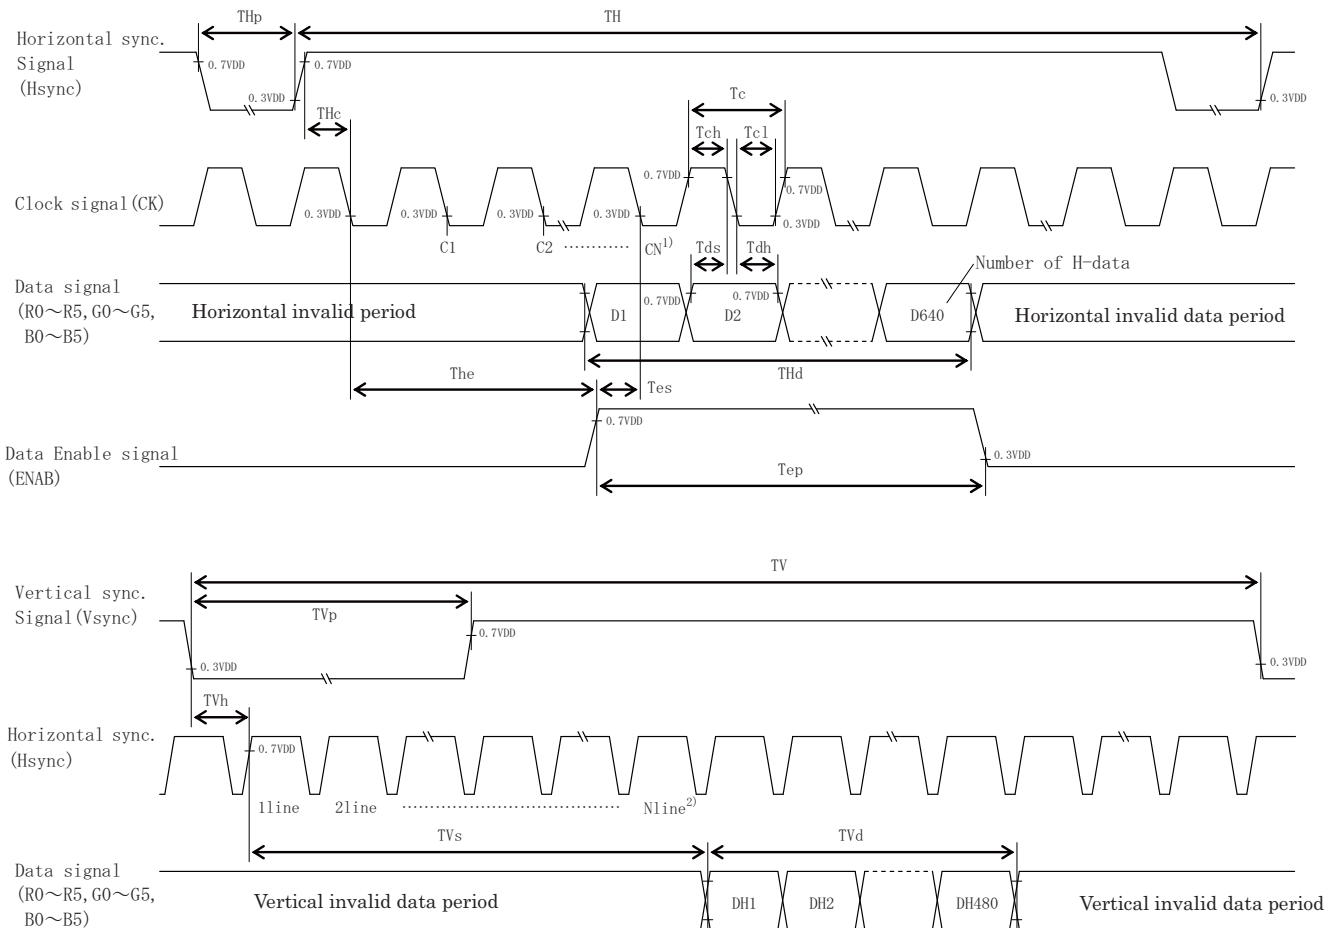 THp
TH
Horizontal sync.
Signal
(Hsync)
0.7VDD
0.7VDD
0.3VDD
0.3VDD
THc
Tc
Tch
Tcl
Clock signal(CK)
0.7VDD
0.7VDD
0.3VDD
0.3VDD
0.3VDD
0.3VDD
0.3VDD
C1
C2 ..............
CN1)
Tds
Tdh
Number of H-data
Data signal
(R0～R5,G0～G5,
B0～B5)
Horizontal invalid period
D1
0.7VDD
0.7VDD
D2
D640
Horizontal invalid data period
The
Tes
THd
0.7VDD
Data Enable signal
(ENAB)
0.3VDD
Tep
TV
Vertical sync.
Signal(Vsync)
TVp
0.7VDD
0.3VDD
0.3VDD
TVh
Horizontal sync.
(Hsync)
0.7VDD
1line
2line
Nline2)
TVs
TVd
Data signal
(R0～R5,G0～G5,
B0～B5)
Vertical invalid data period
DH1
DH2
DH480
Vertical invalid data period